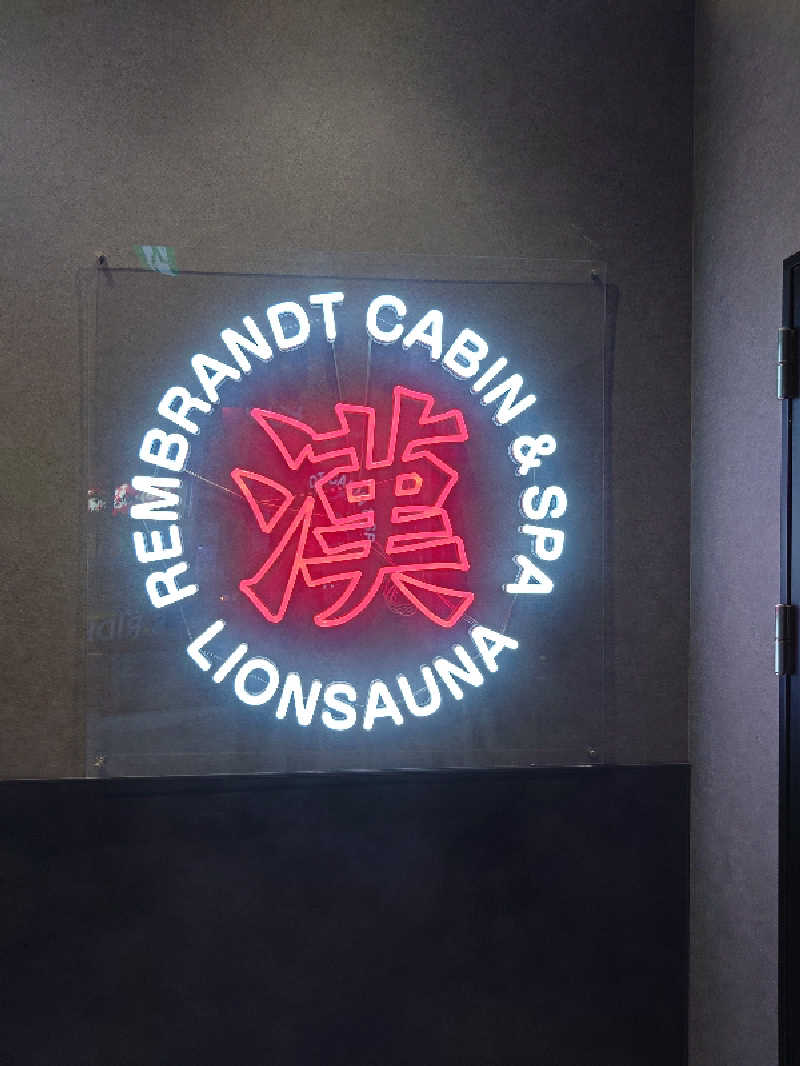 REMBRANDT CABIN & SPA
漢
LIONSAUNA